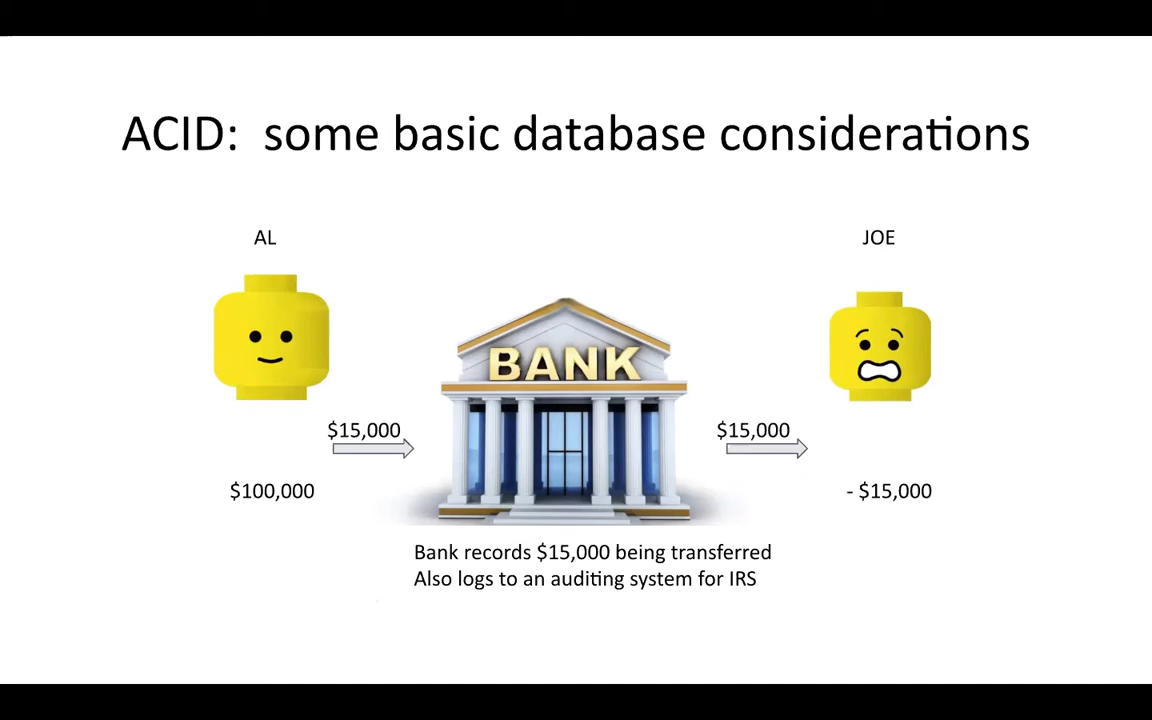 ACID: some basic database considerations
AL
JOE
BANK
$15,000
$15,000
$100,000
- $15,000
Bank records $15,000 being transferred
Also logs to an auditing system for IRS